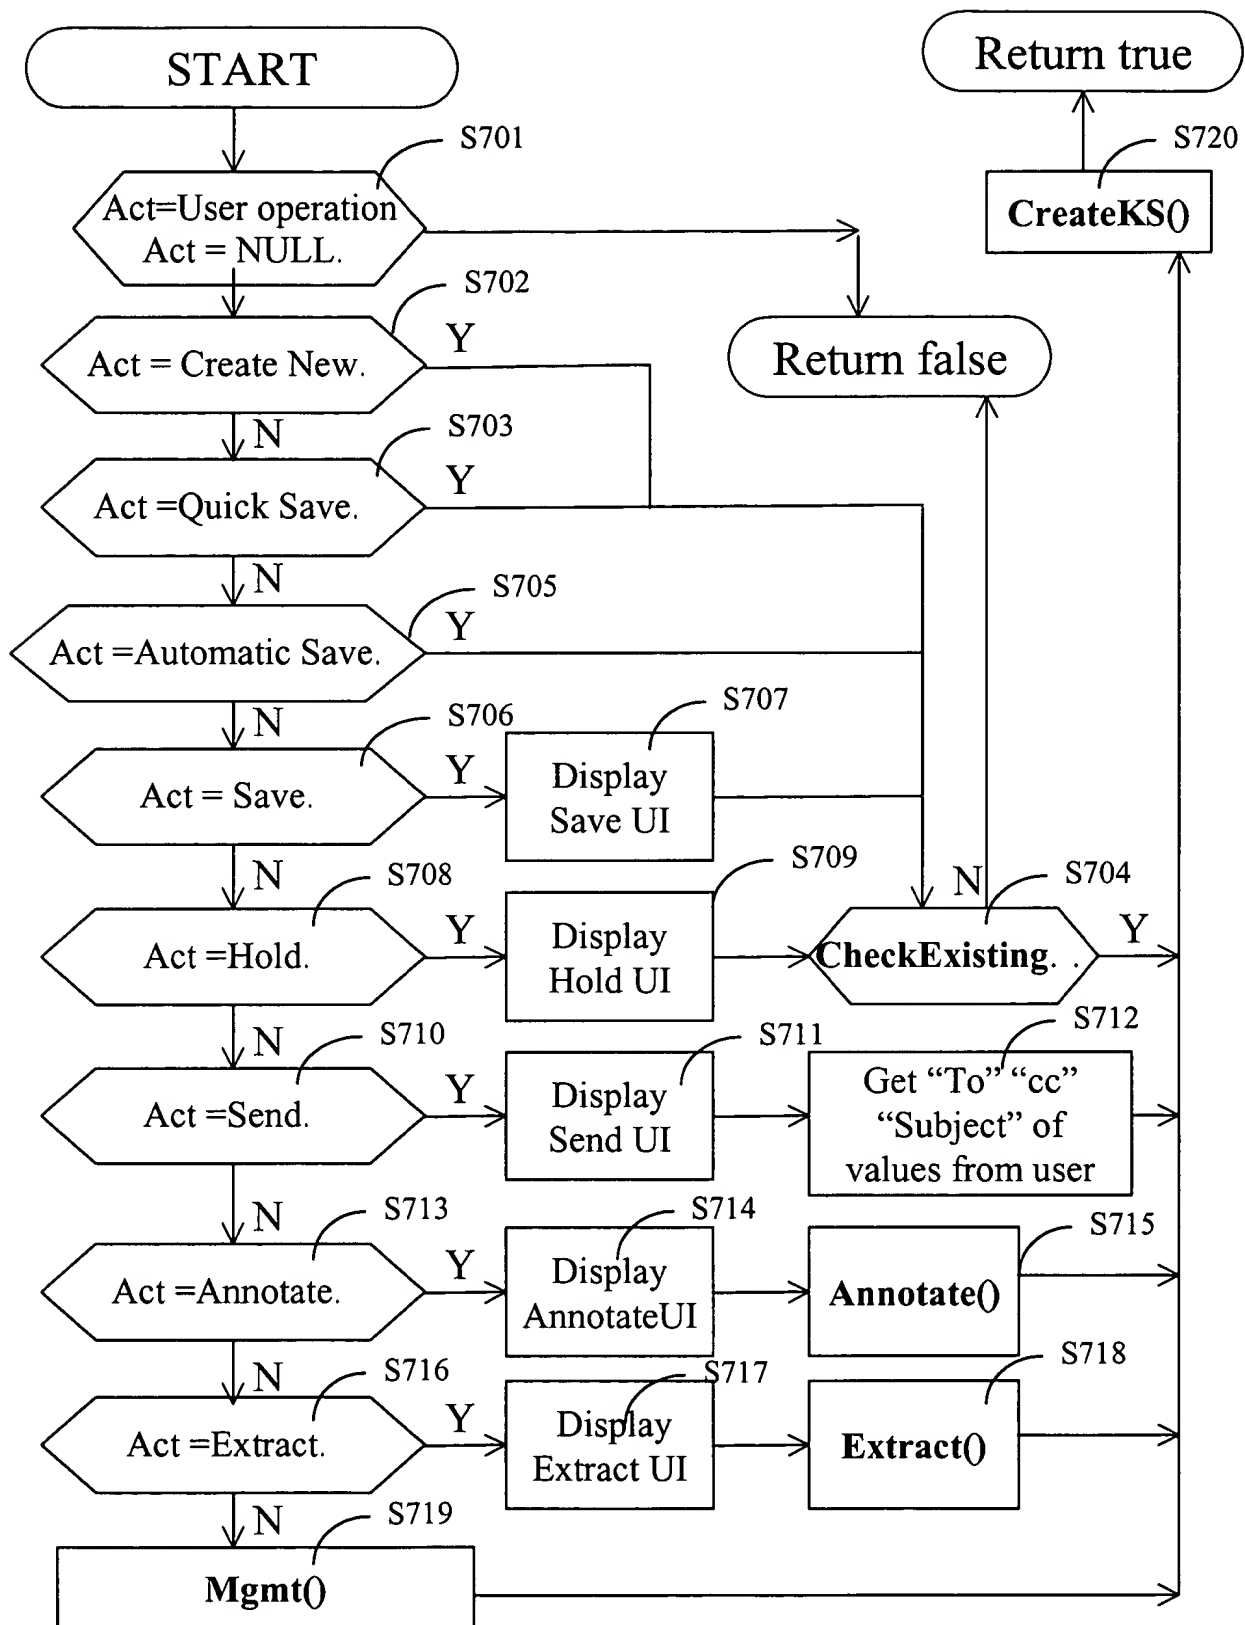 START
Return true
S701
S720
Act=User operation
Act = NULL.
CreateKS()
S702
Act = Create New.
Y
Return false
N
S703
Act =Quick Save.
Y
N
S705
Act =Automatic Save.
Y
N
S706
S707
Act = Save.
Y
Display
Save UI
N
S708
S709
N
S704
Act =Hold.
Y
Display
Hold UI
CheckExisting. .
Y
N
S710
S711
S712
Act =Send.
Y
Display
Send UI
Get “To” “cc”
“Subject” of
values from user
N
S713
S714
S715
Act =Annotate.
Y
Display
AnnotateUI
Annotate()
N
S716
S717
S718
Act =Extract.
Y
Display
Extract UI
Extract()
N
S719
Mgmt()